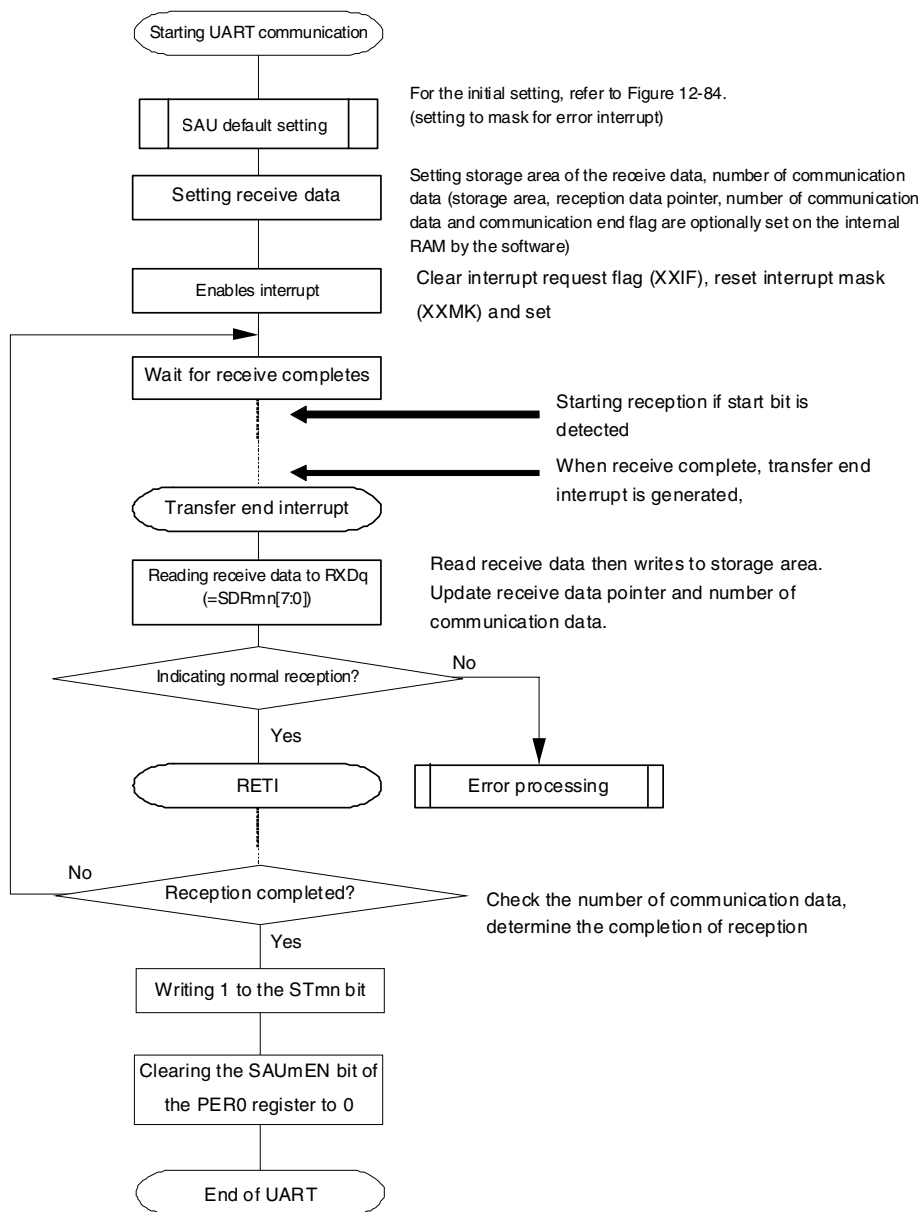 Starting UART communication
For the initial setting, refer to Figure 12-84.
(setting to mask for error interrupt)
SAU default setting
Setting storage area of the receive data, number of communication
data (storage area, reception data pointer, number of communication
data and communication end flag are optionally set on the internal
RAM by the software)
Setting receive data
Clear interrupt request flag (XXIF), reset interrupt mask
(XXMK) and set
Enables interrupt
Wait for receive completes
Starting reception if start bit is
detected
When receive complete, transfer end
interrupt is generated,
Transfer end interrupt
Reading receive data to RXDq
(=SDRmn[7:0])
Read receive data then writes to storage area.
Update receive data pointer and number of
communication data.
Indicating normal reception?
No
Yes
RETI
Error processing
No
Reception completed?
Check the number of communication data,
determine the completion of reception
Yes
Writing 1 to the STmn bit
Clearing the SAUmEN bit of
the PER0 register to 0
End of UART